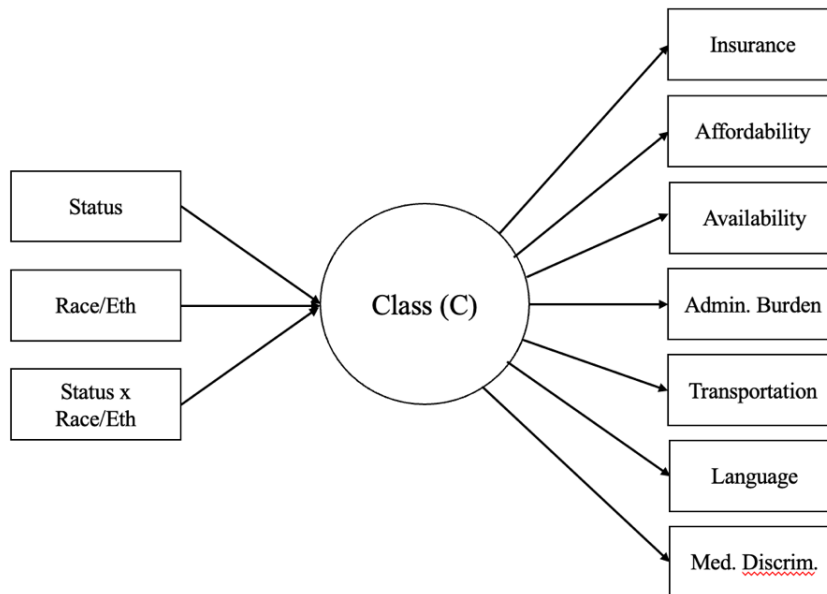 Status
Race/Eth
Status x
Race/Eth
Class (C)
Insurance
Affordability
Availability
Admin. Burden
Transportation
Language
Med. Discrim.